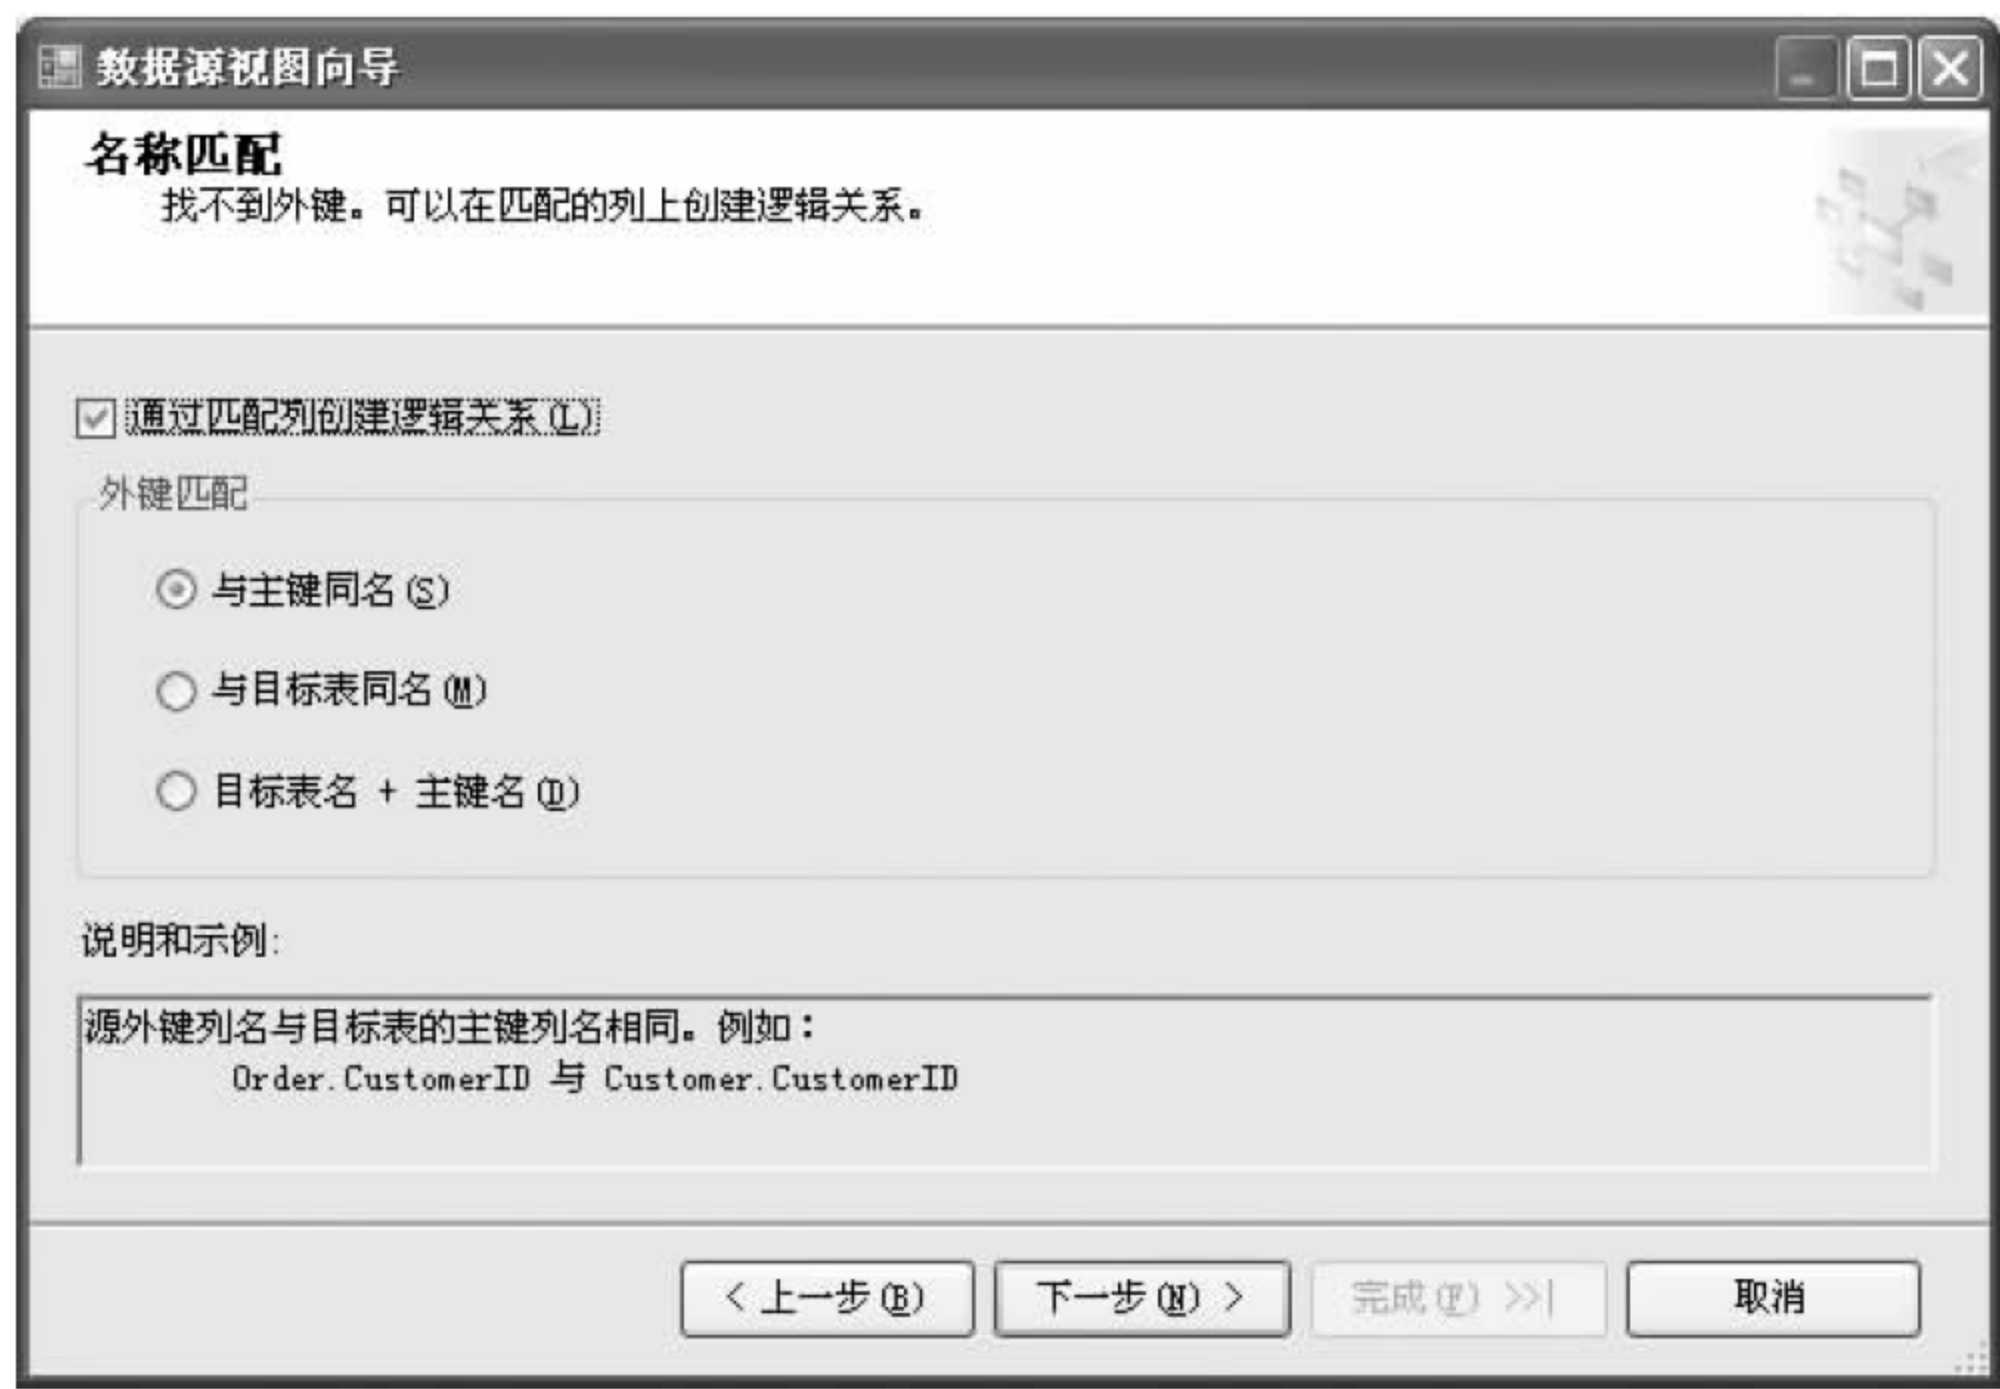 数据源视图向导
名称匹配
找不到外键。可以在匹配的列上创建逻辑关系。
通过匹配列创建逻辑关系(L)
外键匹配
与主键同名(S)
与目标表同名(M)
目标表名 + 主键名(D)
说明和示例:
源外键列名与目标表的主键列名相同。例如：
Order.CustomerID 与 Customer.CustomerID
< 上一步(B)
下一步(N) >
完成(F) >>|
取消